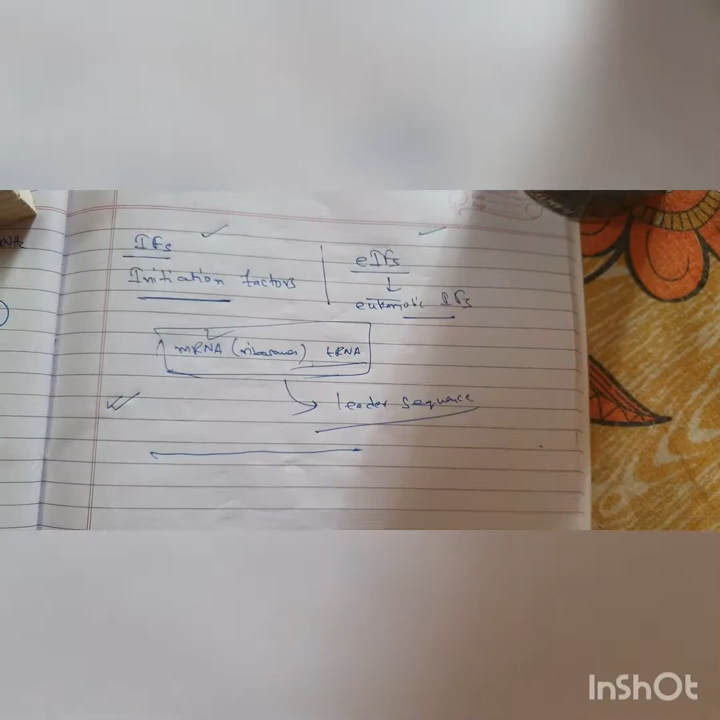 IFs
Initiation factors
eIFs
↓
eukaryotic IFs
mRNA (ribosomes) tRNA
leader sequence
InShOt